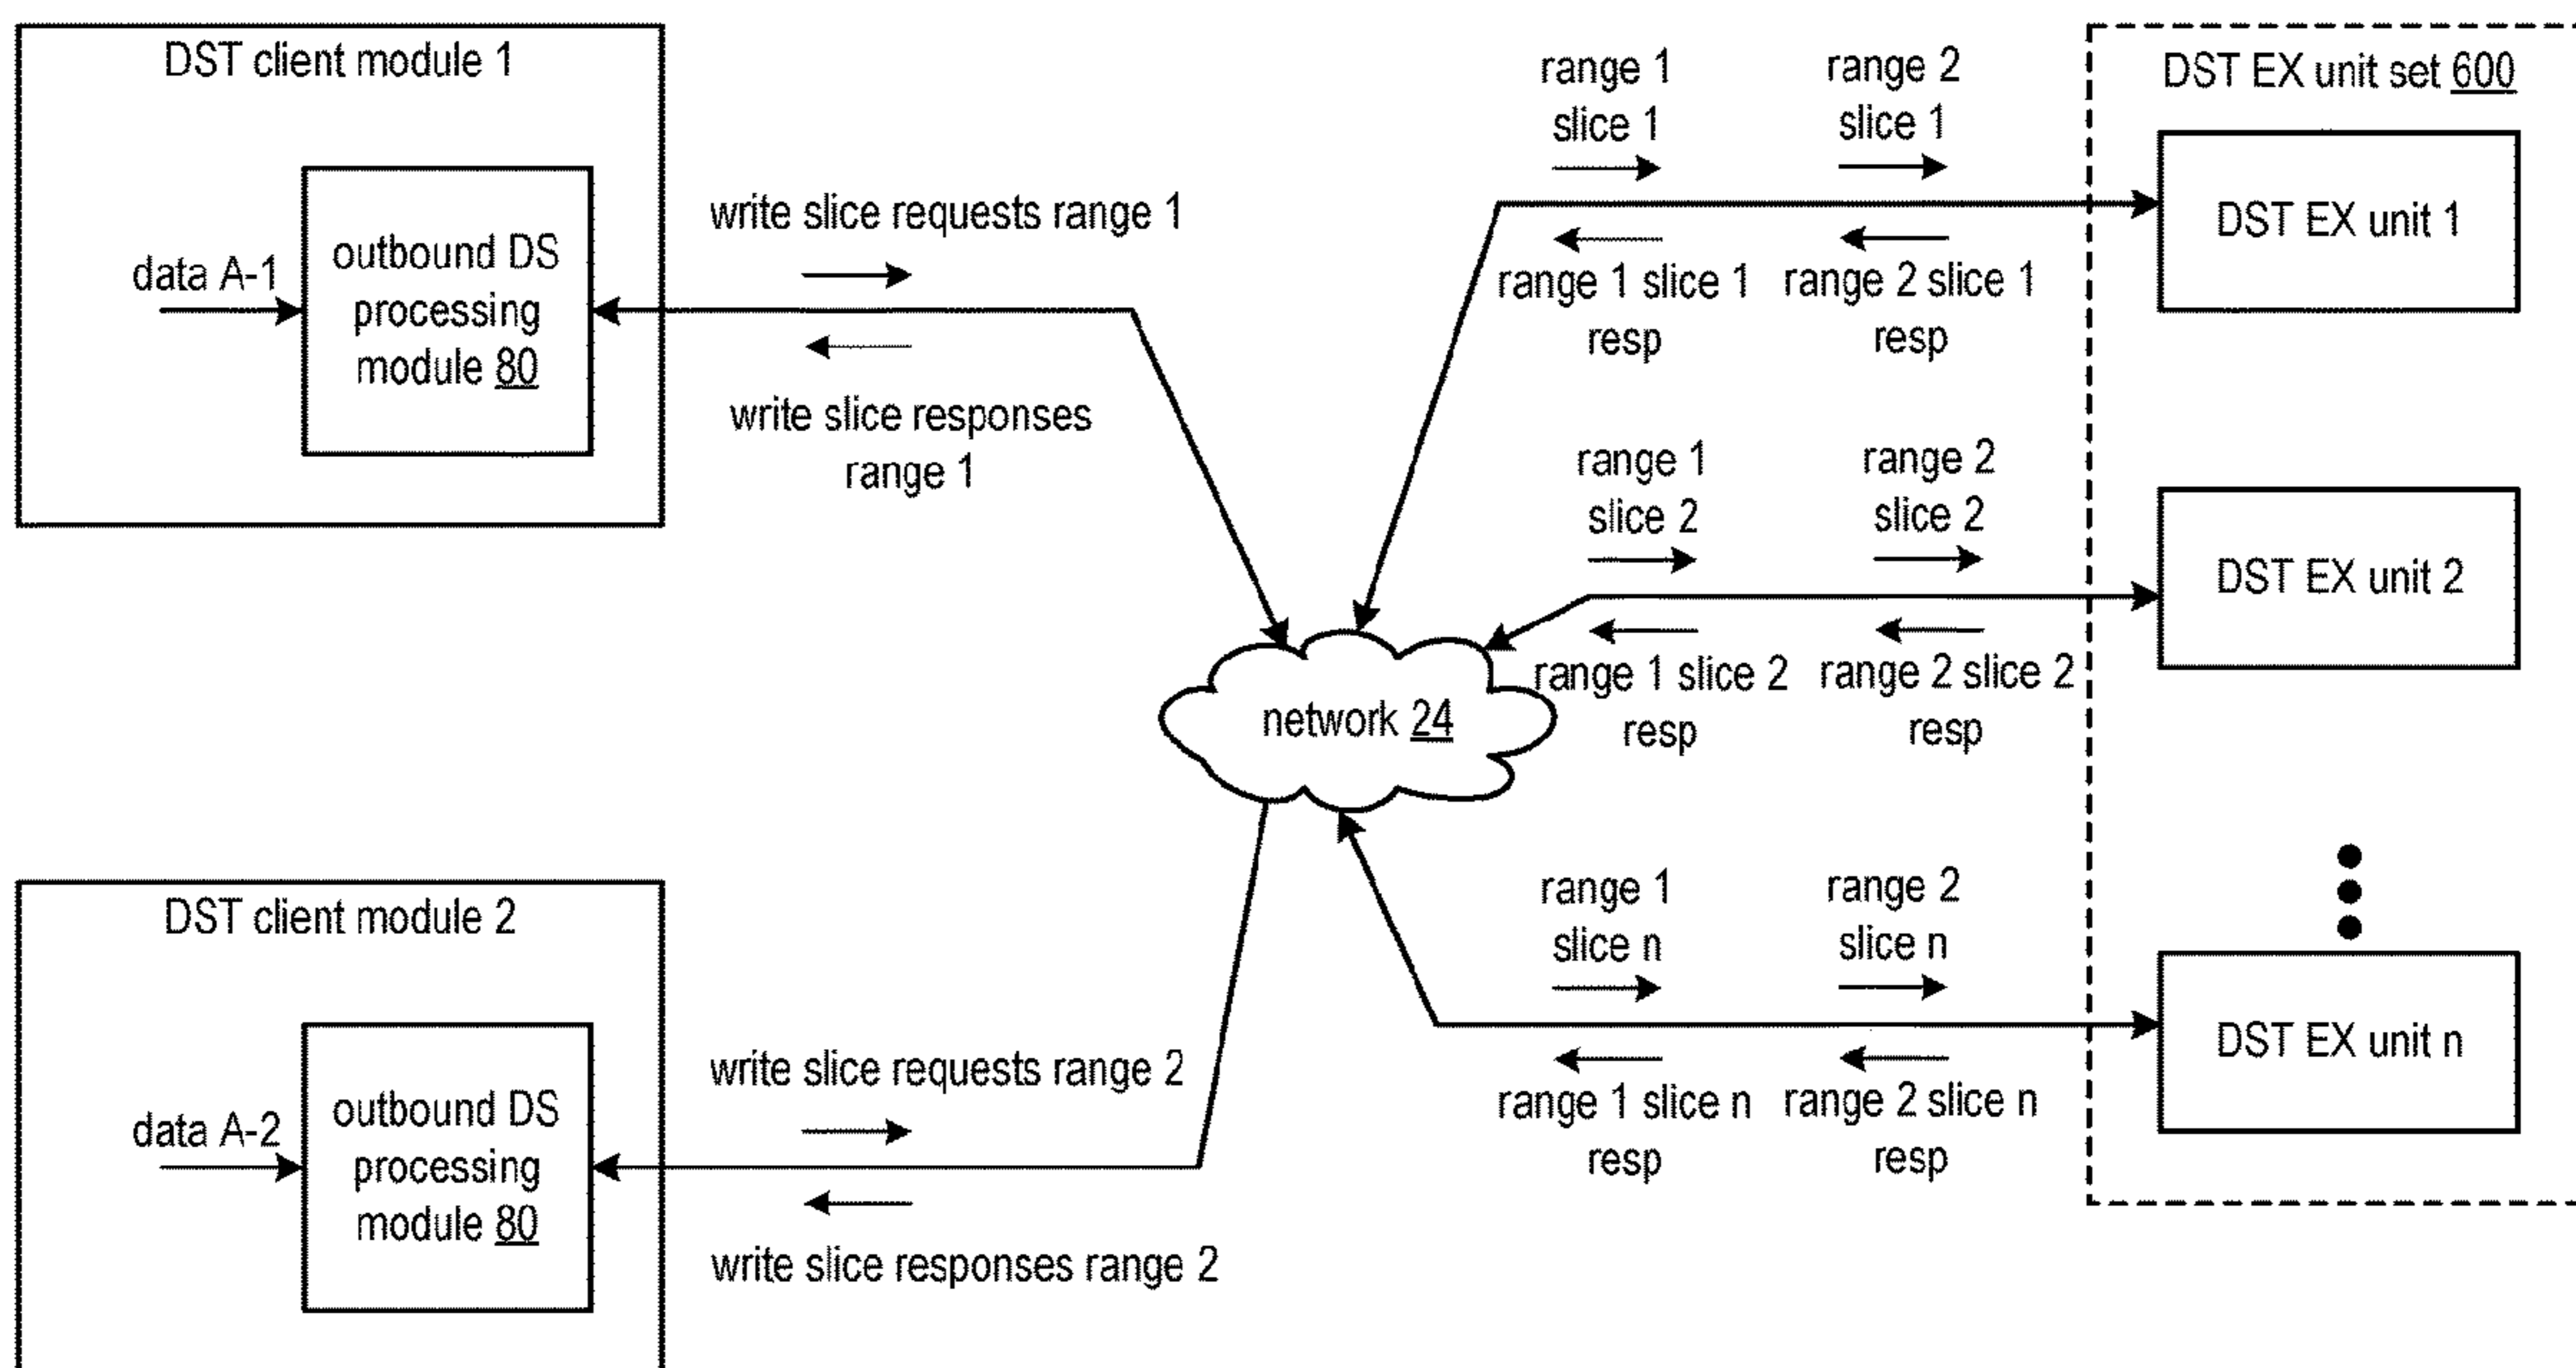 DST client module 1
data A-1
outbound DS
processing
module 80
write slice requests range 1
write slice responses
range 1
range 1
slice 1
range 2
slice 1
range 1 slice 1
resp
range 2 slice 1
resp
DST EX unit set 600
DST EX unit 1
range 1
slice 2
range 2
slice 2
range 1 slice 2
resp
range 2 slice 2
resp
DST EX unit 2
network 24
DST client module 2
data A-2
outbound DS
processing
module 80
write slice requests range 2
write slice responses range 2
range 1
slice n
range 2
slice n
range 1 slice n
resp
range 2 slice n
resp
DST EX unit n